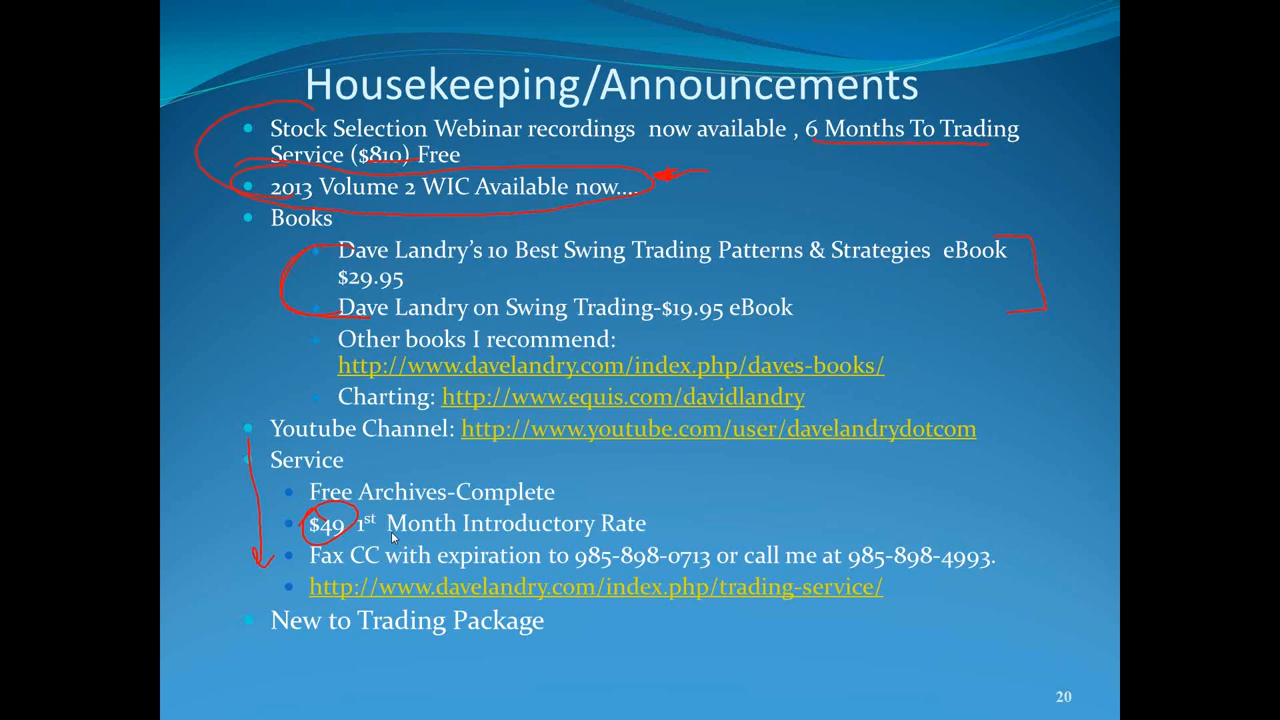 Housekeeping/Announcements
Stock Selection Webinar recordings now available , 6 Months To Trading
Service ($810) Free
2013 Volume 2 WIC Available now....
Books
Dave Landry's 10 Best Swing Trading Patterns & Strategies eBook
$29.95
Dave Landry on Swing Trading-$19.95 eBook
Other books I recommend:
http://www.davelandry.com/index.php/daves-books/
Charting: http://www.equis.com/davidlandry
Youtube Channel: http://www.youtube.com/user/davelandrydotcom
Service
Free Archives-Complete
$49 1st Month Introductory Rate
Fax CC with expiration to 985-898-0713 or call me at 985-898-4993.
http://www.davelandry.com/index.php/trading-service/
New to Trading Package
20